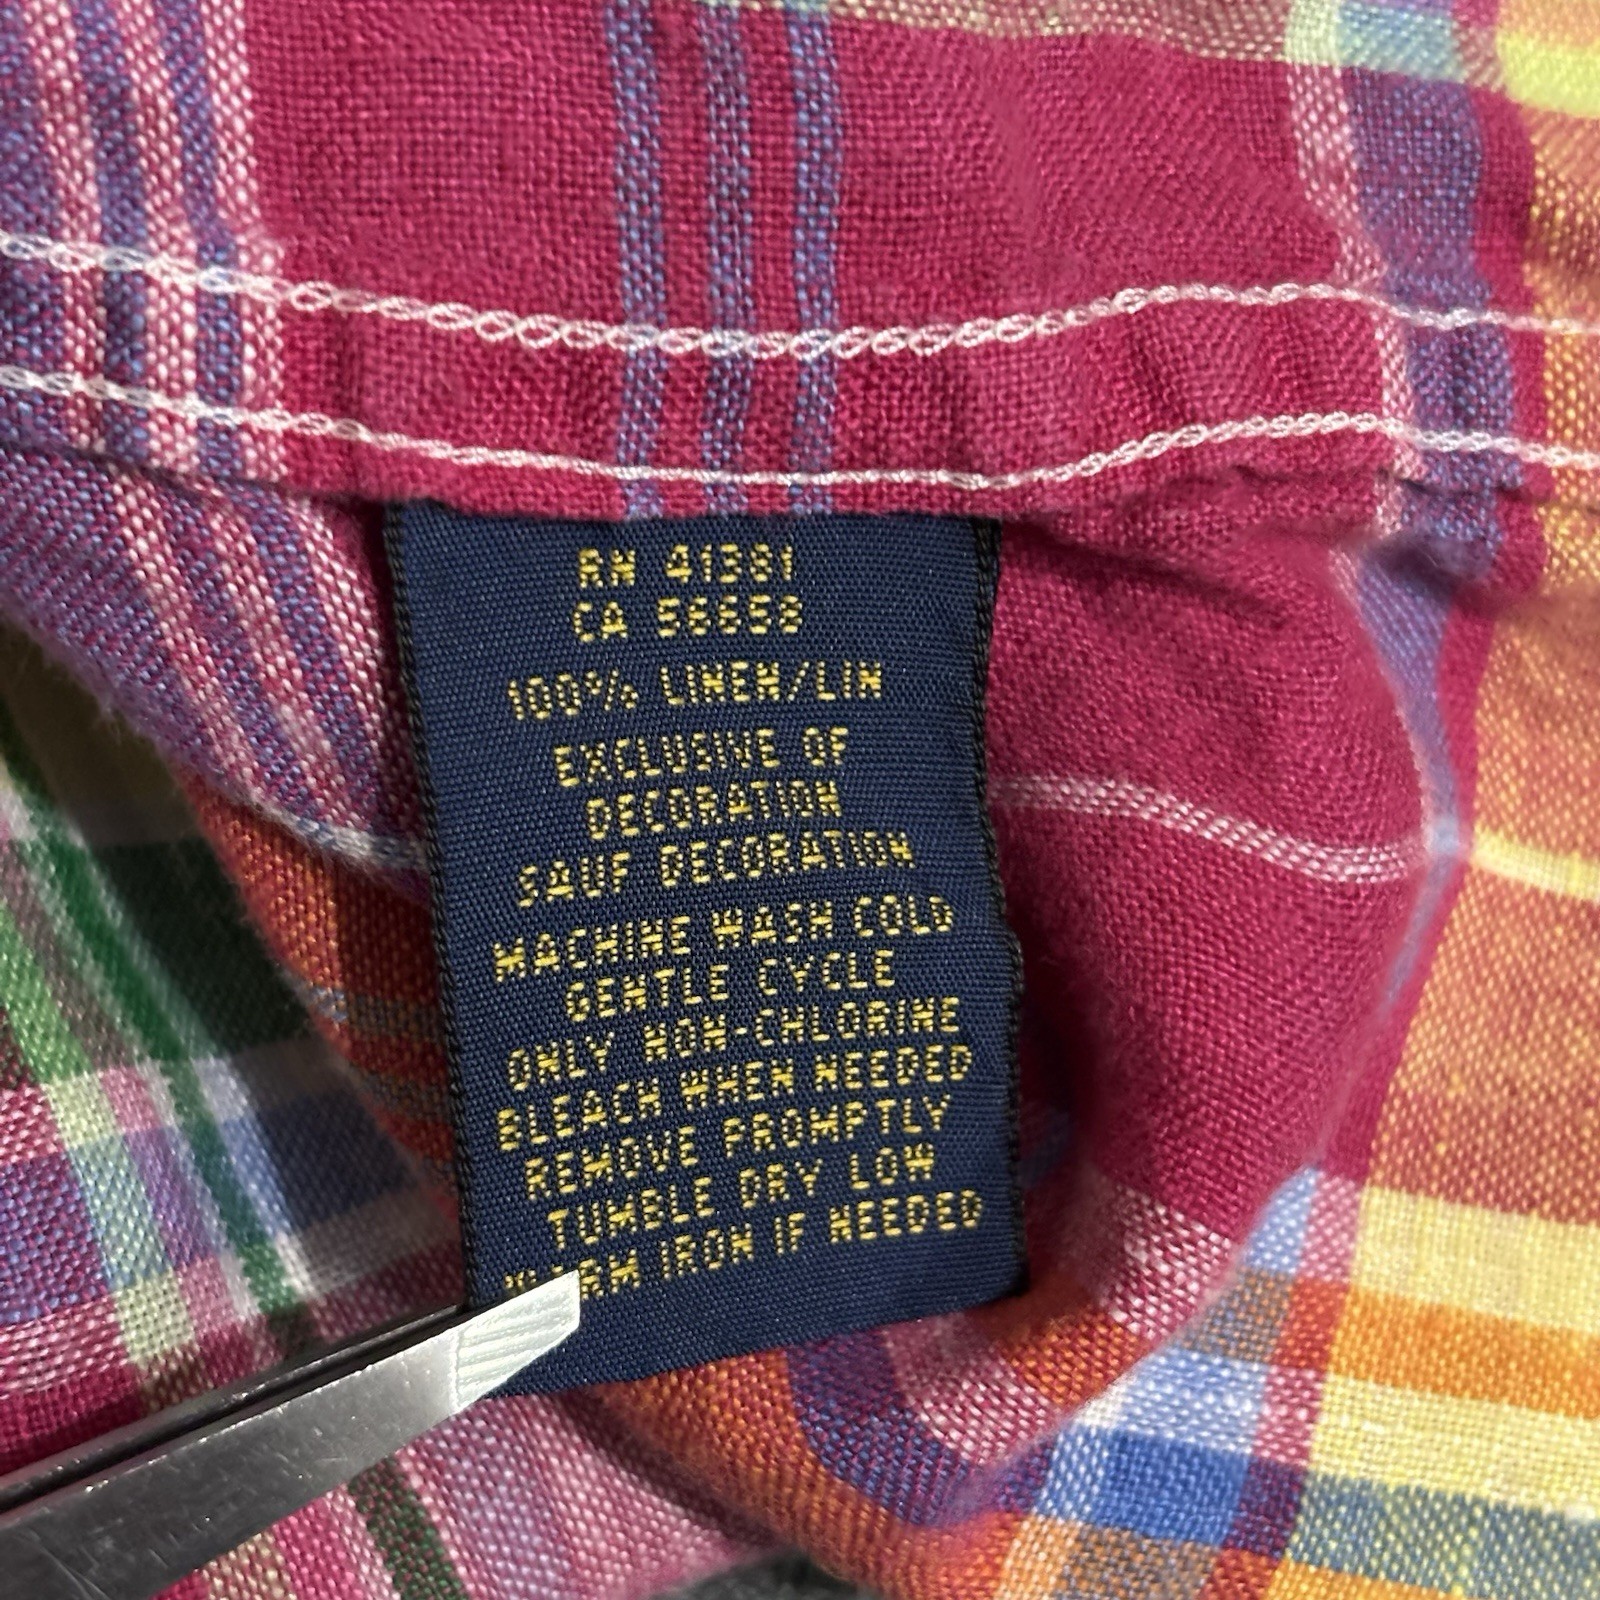 RN 41381
CA 56658
100% LINEN/LIN
EXCLUSIVE OF
DECORATION
SAUF DECORATION
MACHINE WASH COLD
GENTLE CYCLE
ONLY NON-CHLORINE
BLEACH WHEN NEEDED
REMOVE PROMPTLY
TUMBLE DRY LOW
WARM IRON IF NEEDED